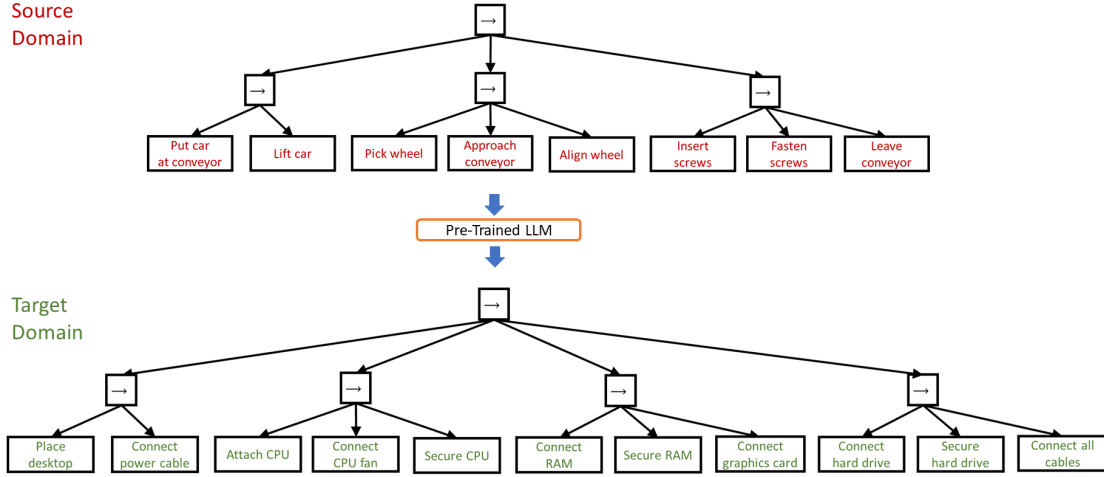 Source
Domain
→
→
→
→
Put car
at conveyor
Lift car
Pick wheel
Approach
conveyor
Align wheel
Insert
screws
Fasten
screws
Leave
conveyor
Pre-Trained LLM
Target
Domain
→
→
→
→
→
Place
desktop
Connect
power cable
Attach CPU
Connect
CPU fan
Secure CPU
Connect
RAM
Secure RAM
Connect
graphics card
Connect
hard drive
Secure
hard drive
Connect all
cables